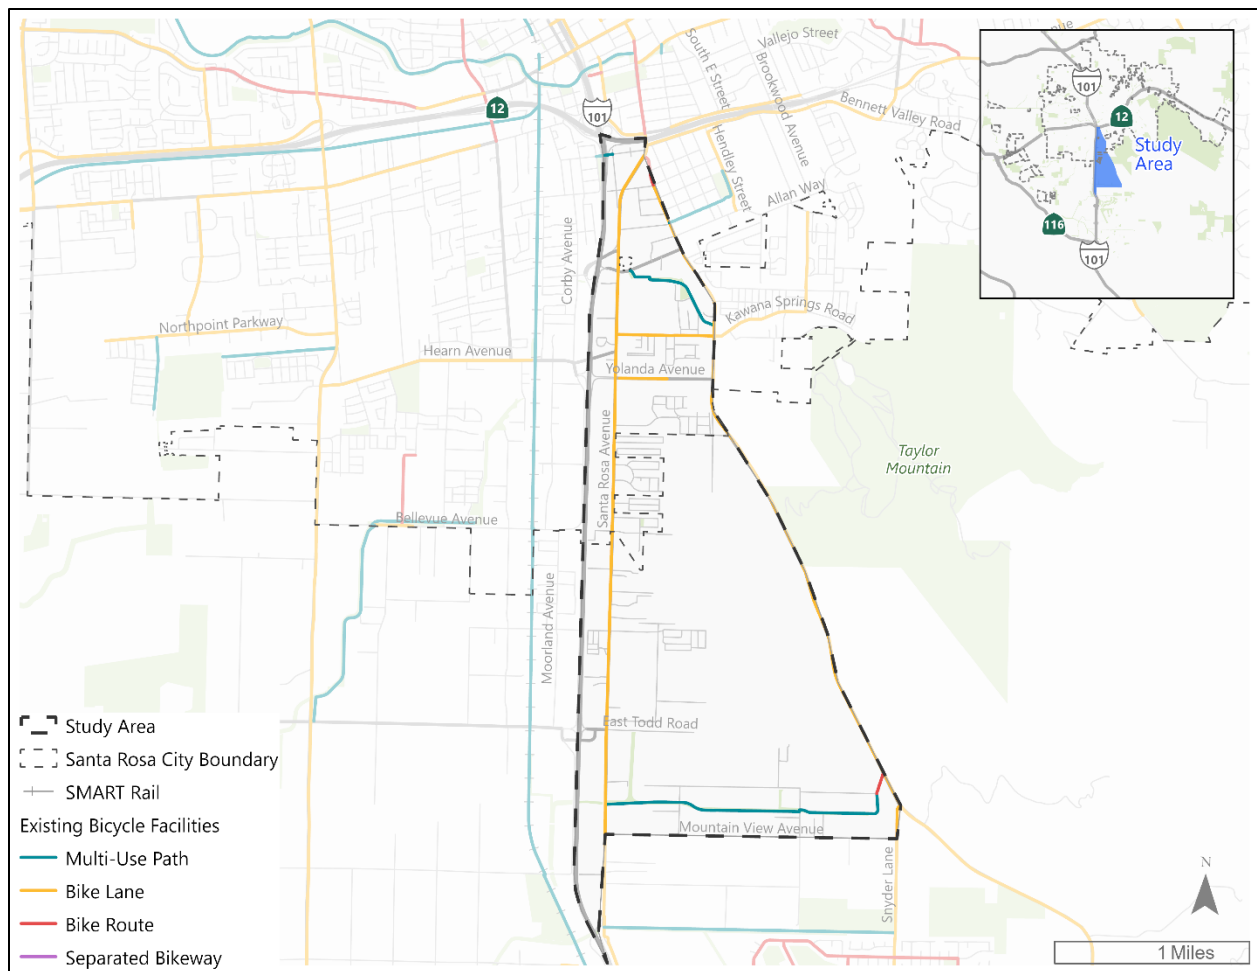 Vallejo Street
South E Street
Brookwood Avenue
Bennett Valley Road
Hendley Street
Allan Way
12
101
Corby Avenue
Kawana Springs Road
Northpoint Parkway
Hearn Avenue
Yolanda Avenue
Santa Rosa Avenue
Taylor
Mountain
Bellevue Avenue
Moorland Avenue
East Todd Road
Mountain View Avenue
Snyder Lane
101
12
Study
Area
116
101
Study Area
Santa Rosa City Boundary
SMART Rail
Existing Bicycle Facilities
Multi-Use Path
Bike Lane
Bike Route
Separated Bikeway
N
1 Miles